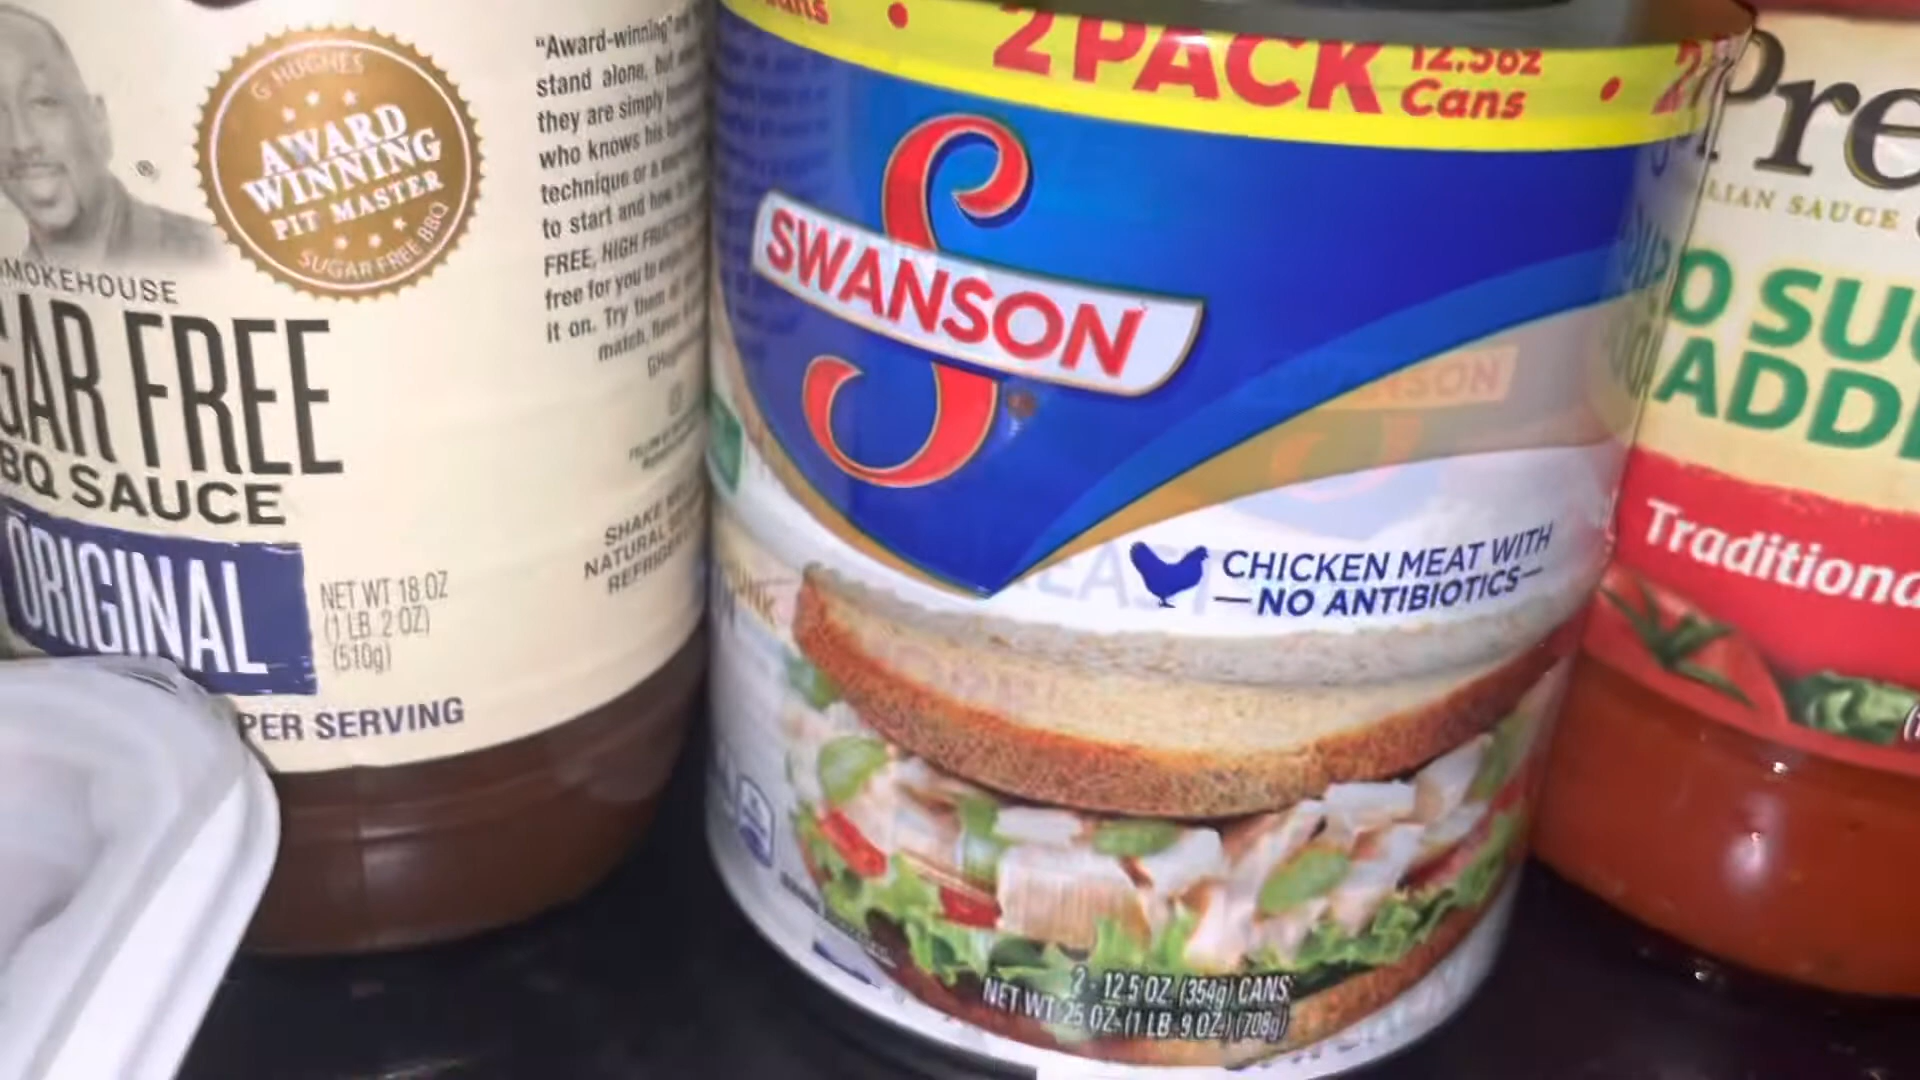 G HUGHES
AWARD
WINNING
PIT MASTER
SUGAR FREE BBQ
®
SMOKEHOUSE
GAR FREE
BQ SAUCE
ORIGINAL
NET WT 18 OZ
(1 LB 2 OZ)
(510g)
PER SERVING
"Award-winning"
stand alone, but
they are simply
who knows his
technique or a
to start and how
FREE, HIGH
free for you to
it on. Try them
match,
SHAKE
NATURAL
2 PACK 12.5oz
Cans
SWANSON
CHICKEN MEAT WITH
—NO ANTIBIOTICS—
2 - 12.5 OZ. (354g) CANS
NET WT. 25 OZ. (1 LB 9 OZ.) (708g)
Pre
LIAN SAUCE
O SU
ADD
Traditiona